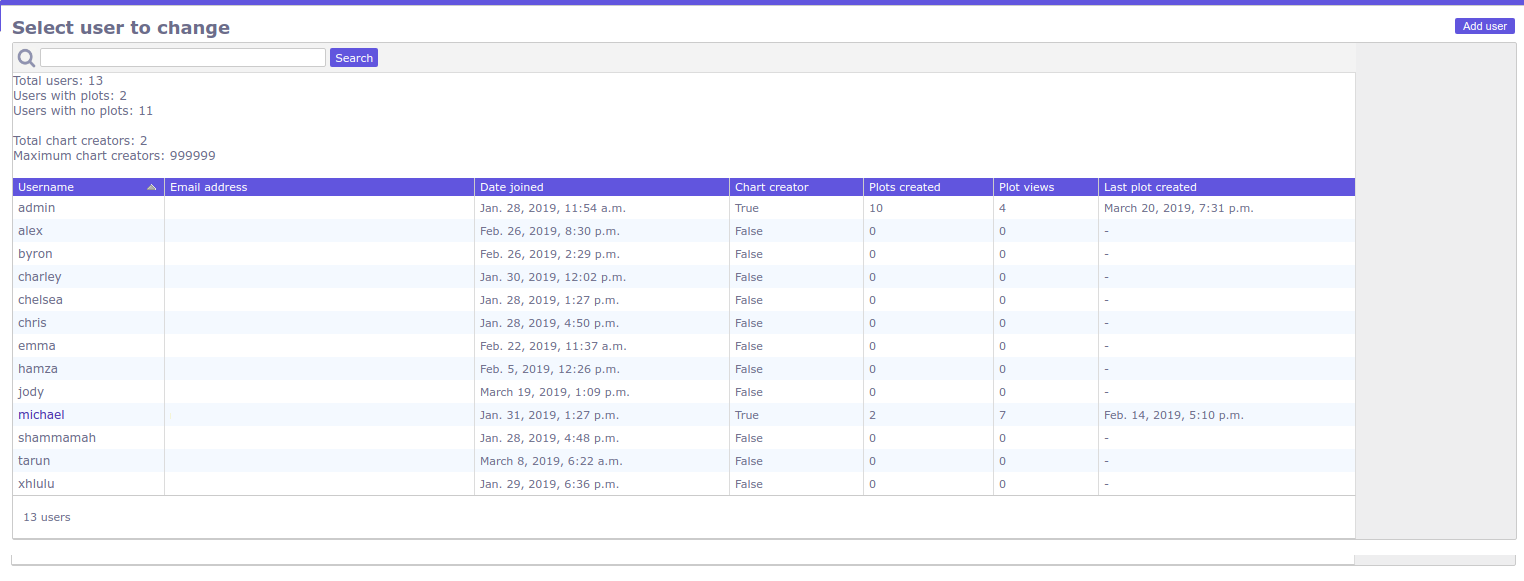 Select user to change
Add user
Search
Total users: 13
Users with plots: 2
Users with no plots: 11
Total chart creators: 2
Maximum chart creators: 999999
Username Email address Date joined Chart creator Plots created Plot views Last plot created
admin Jan. 28, 2019, 11:54 a.m. True 10 4 March 20, 2019, 7:31 p.m.
alex Feb. 26, 2019, 8:30 p.m. False 0 0 -
byron Feb. 26, 2019, 2:29 p.m. False 0 0 -
charley Jan. 30, 2019, 12:02 p.m. False 0 0 -
chelsea Jan. 28, 2019, 1:27 p.m. False 0 0 -
chris Jan. 28, 2019, 4:50 p.m. False 0 0 -
emma Feb. 22, 2019, 11:37 a.m. False 0 0 -
hamza Feb. 5, 2019, 12:26 p.m. False 0 0 -
jody March 19, 2019, 1:09 p.m. False 0 0 -
michael Jan. 31, 2019, 1:27 p.m. True 2 7 Feb. 14, 2019, 5:10 p.m.
shammamah Jan. 28, 2019, 4:48 p.m. False 0 0 -
tarun March 8, 2019, 6:22 a.m. False 0 0 -
xhlulu Jan. 29, 2019, 6:36 p.m. False 0 0 -
13 users